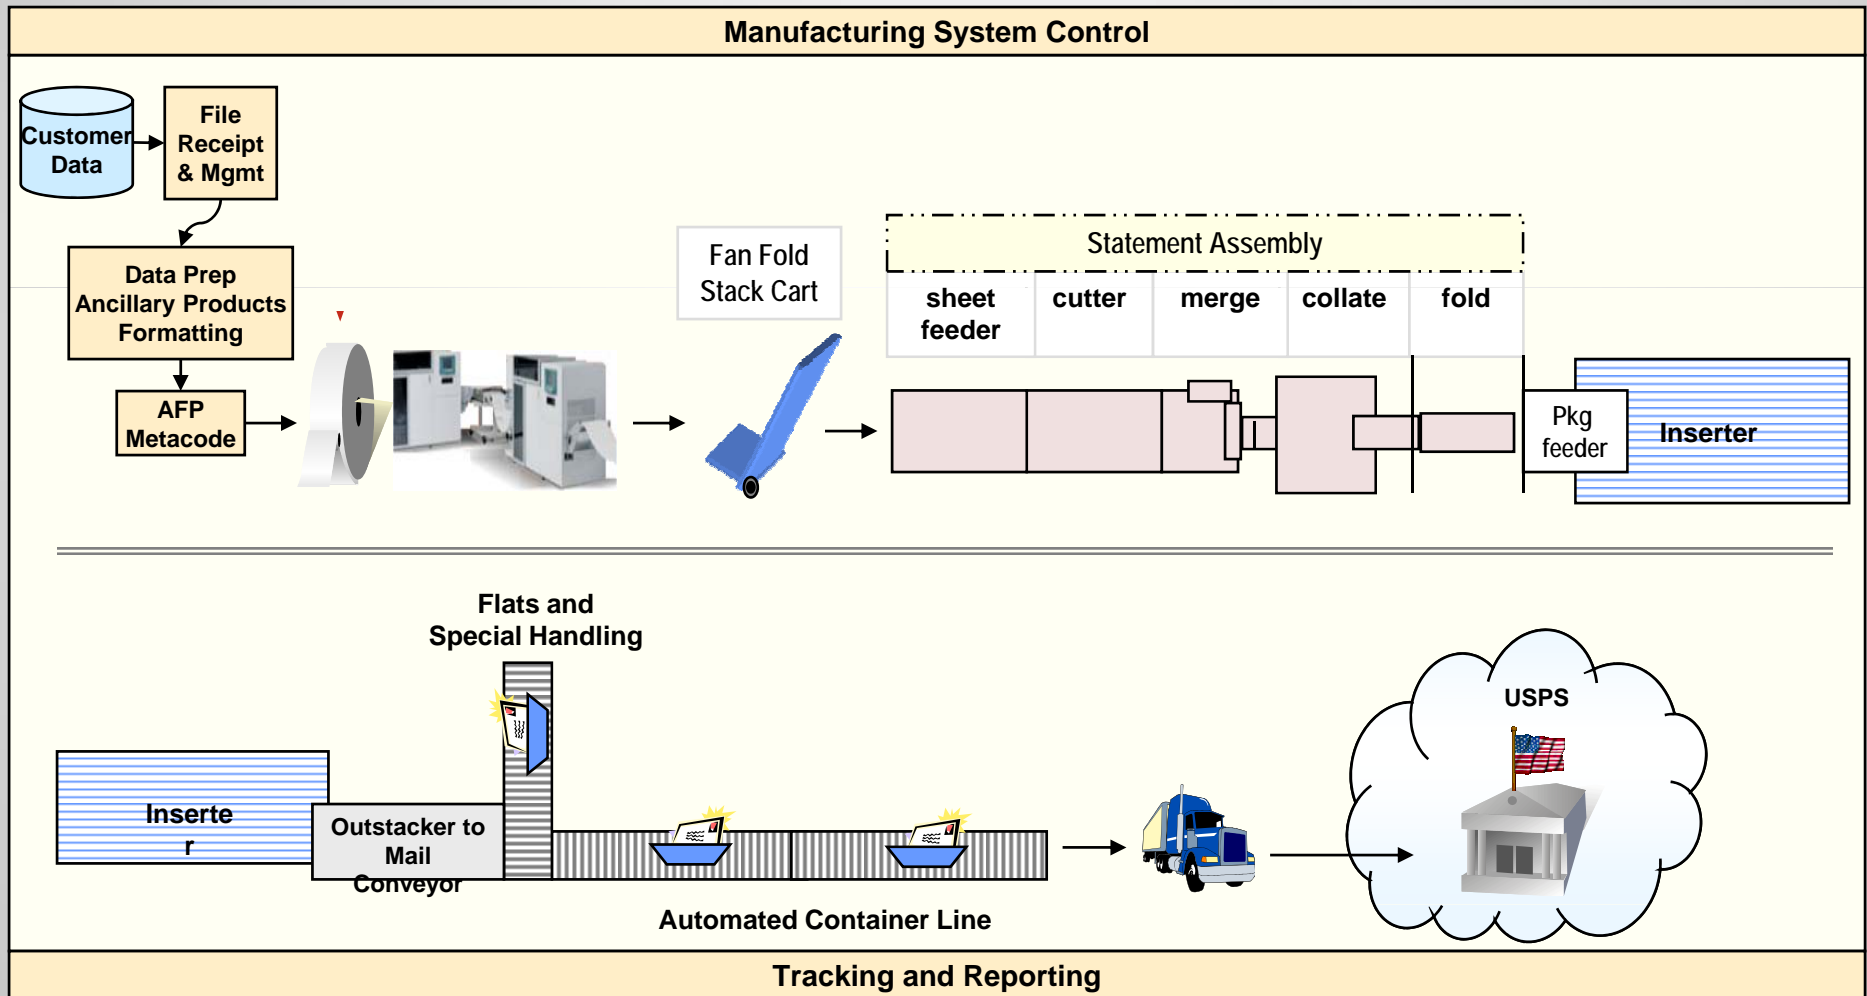 Manufacturing System Control
Customer
Data
File
Receipt
& Mgmt
Data Prep
Ancillary Products
Formatting
AFP
Metacode
Fan Fold
Stack Cart
Statement Assembly
sheet
feeder
cutter
merge
collate
fold
Pkg
feeder
Inserter
Flats and
Special Handling
Inserte
r
Outstacker to
Mail
Conveyor
Automated Container Line
USPS
Tracking and Reporting